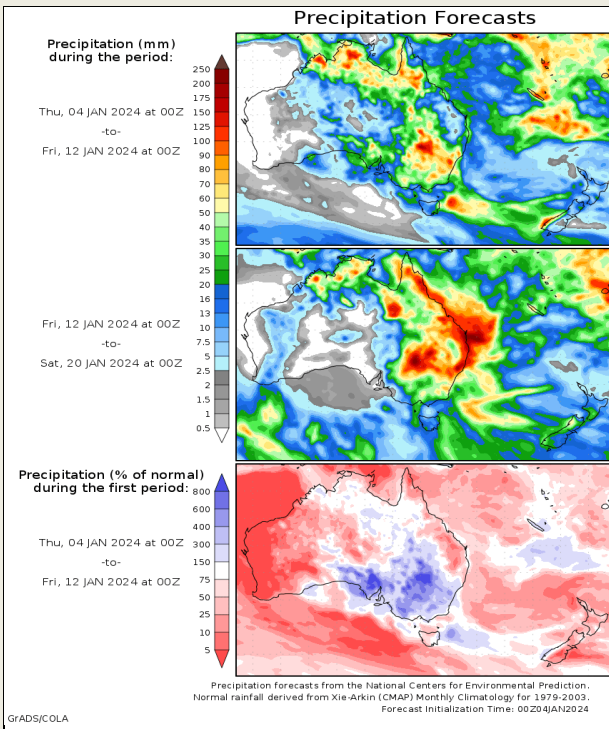 Precipitation Forecasts
Precipitation (mm)
during the period:
Thu, 04 JAN 2024 at 00Z
-to-
Fri, 12 JAN 2024 at 00Z
250
200
175
150
125
100
90
80
70
60
50
40
35
30
25
20
16
13
10
7.5
5
2.5
2
1.5
1
0.5
Fri, 12 JAN 2024 at 00Z
-to-
Sat, 20 JAN 2024 at 00Z
Precipitation (% of normal)
during the first period:
Thu, 04 JAN 2024 at 00Z
-to-
Fri, 12 JAN 2024 at 00Z
800
600
400
300
150
75
50
25
10
5
Precipitation forecasts from the National Centers for Environmental Prediction.
Normal rainfall derived from Xie-Arkin (CMAP) Monthly Climatology for 1979-2003.
Forecast Initialization Time: 00Z04JAN2024
GrADS/COLA